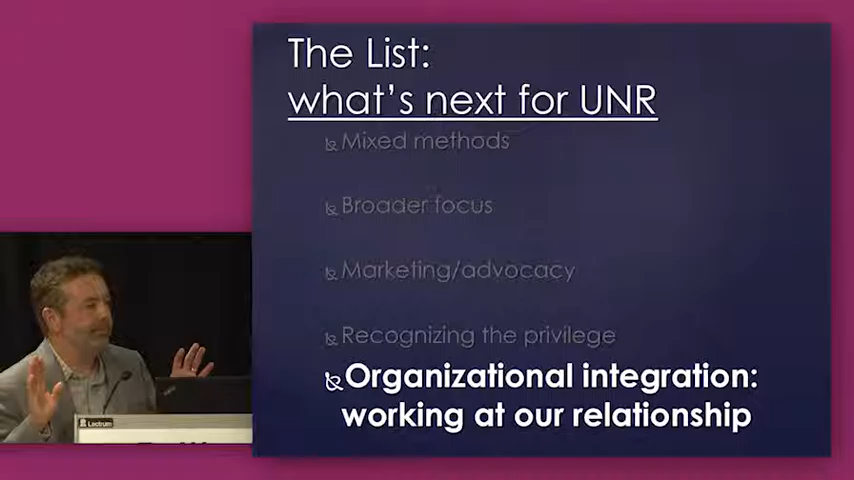 The List:
what's next for UNR
Mixed methods
Broader focus
Marketing/advocacy
Recognizing the privilege
Organizational integration:
working at our relationship
Lectrum